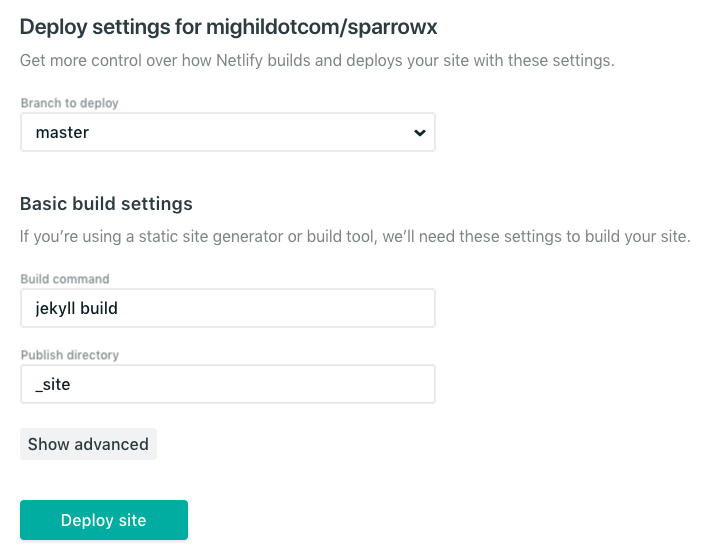 Deploy settings for mighildotcom/sparrowx
Get more control over how Netlify builds and deploys your site with these settings.
Branch to deploy
master
Basic build settings
If you’re using a static site generator or build tool, we’ll need these settings to build your site.
Build command
jekyll build
Publish directory
_site
Show advanced
Deploy site